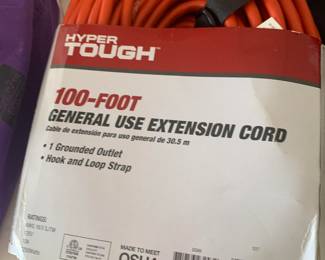 HYPER
TOUGH™
100-FOOT
GENERAL USE EXTENSION CORD
Cable de extensión para uso general de 30.5 m
• 1 Grounded Outlet
• Hook and Loop Strap
RATINGS:
MADE TO MEET
OSHA